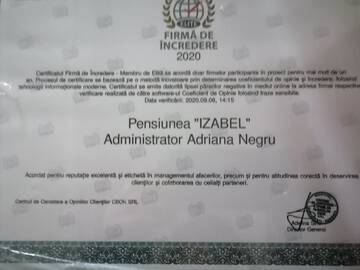 ELITE
FIRMĂ DE
ÎNCREDERE
2020
Certificatul Firmă de Încredere - Membru de Elită se acordă doar firmelor participante în proiect pentru mai mult de un
an. Procesul de certificare se bazează pe o metodă inovatoare prin determinarea coeficientului de opinie și încredere, folosind
tehnologii informaționale moderne. Certificatul se emite datorită lipsei părerilor negative în mediul online la adresa firmei respective
verificare realizată de către software-ul Coeficient de Opinie folosind fraze sensibile.
Data verificării: 2020.09.08, 14:15
Pensiunea "IZABEL"
Administrator Adriana Negru
Acordat pentru reputație excelentă și etichetă în managementul afacerilor, precum și pentru atitudinea corectă în deservirea
clienților și colaborarea cu ceilalți parteneri.
Centrul de Cercetare a Opiniilor Clienților CBON SRL
Director General